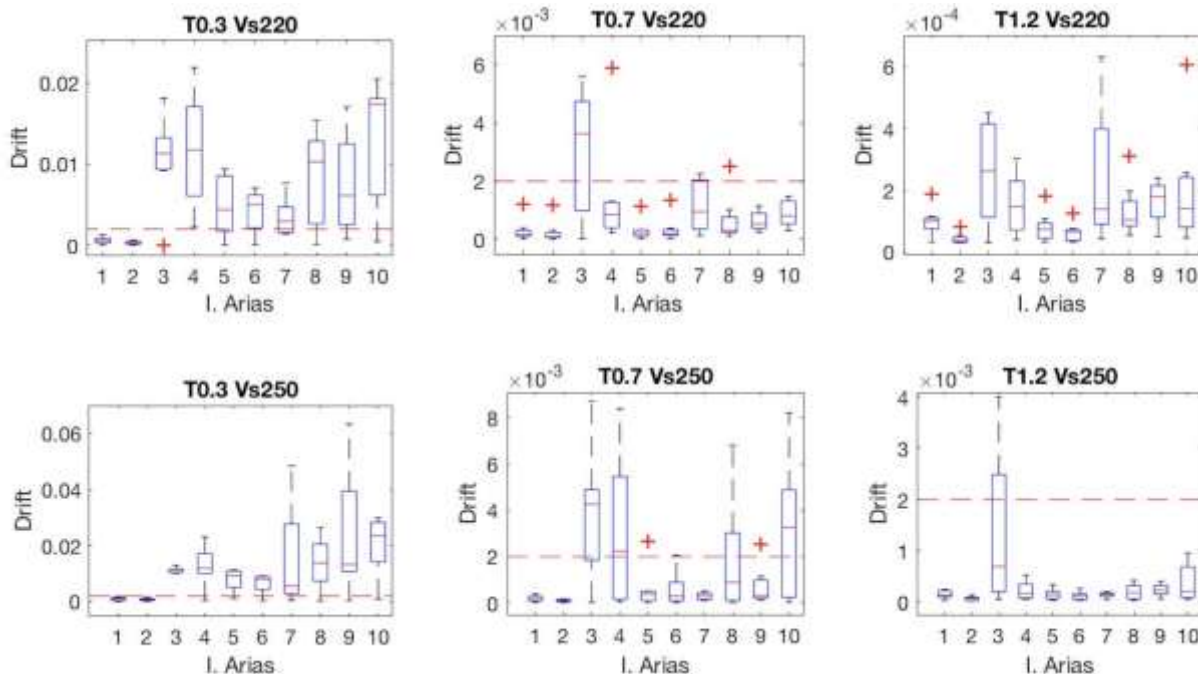 T0.3 Vs220
0.02
0.01
0
Drift
1 2 3 4 5 6 7 8 9 10
I. Arias
×10⁻³ T0.7 Vs220
6
4
2
0
Drift
1 2 3 4 5 6 7 8 9 10
I. Arias
×10⁻⁴ T1.2 Vs220
6
4
2
0
Drift
1 2 3 4 5 6 7 8 9 10
I. Arias
T0.3 Vs250
0.06
0.04
0.02
0
Drift
1 2 3 4 5 6 7 8 9 10
I. Arias
×10⁻³ T0.7 Vs250
8
6
4
2
0
Drift
1 2 3 4 5 6 7 8 9 10
I. Arias
×10⁻³ T1.2 Vs250
4
3
2
1
0
Drift
1 2 3 4 5 6 7 8 9 10
I. Arias